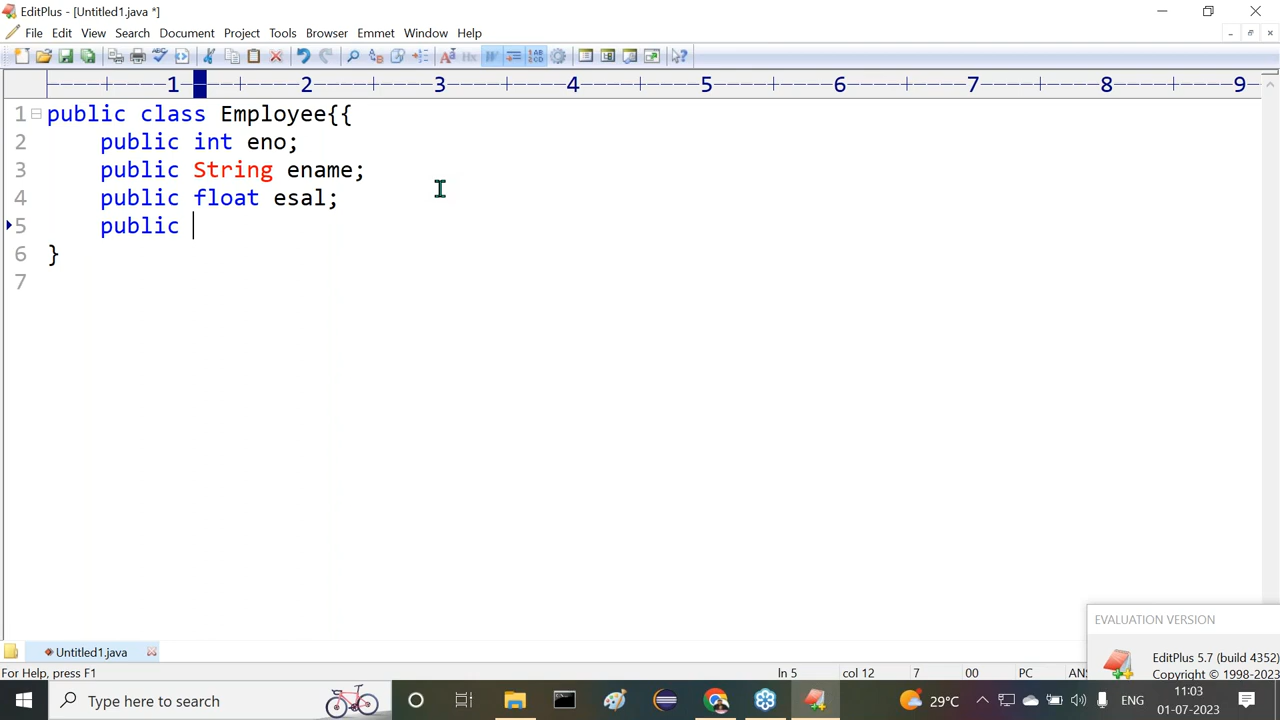 EditPlus - [Untitled1.java *]
File Edit View Search Document Project Tools Browser Emmet Window Help
1 2 3 4 5 6 7 8 9
1 public class Employee{{
2 public int eno;
3 public String ename;
4 public float esal;
5 public
6 }
7
EVALUATION VERSION
EditPlus 5.7 (build 4352)
Copyright © 1998-2023
Untitled1.java
For Help, press F1
ln 5 col 12 7 00 PC ANS
Type here to search
29°C
ENG
11:03
01-07-2023